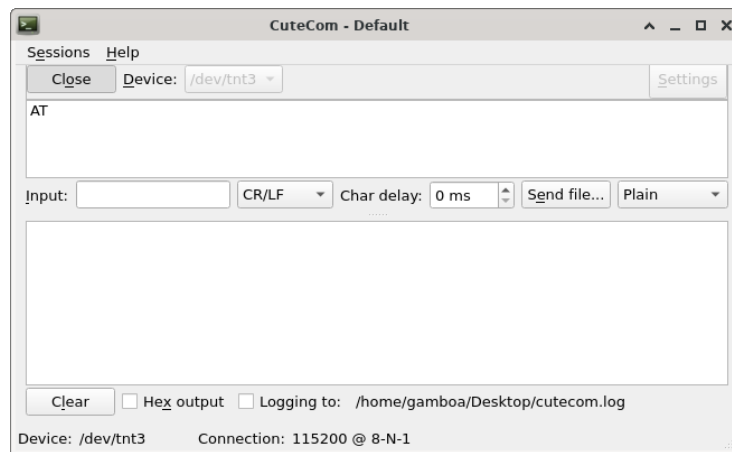 CuteCom - Default
Sessions Help
Close Device: /dev/tnt3 Settings
AT
Input: CR/LF Char delay: 0 ms Send file... Plain
Clear Hex output Logging to: /home/gamboa/Desktop/cutecom.log
Device: /dev/tnt3 Connection: 115200 @ 8-N-1